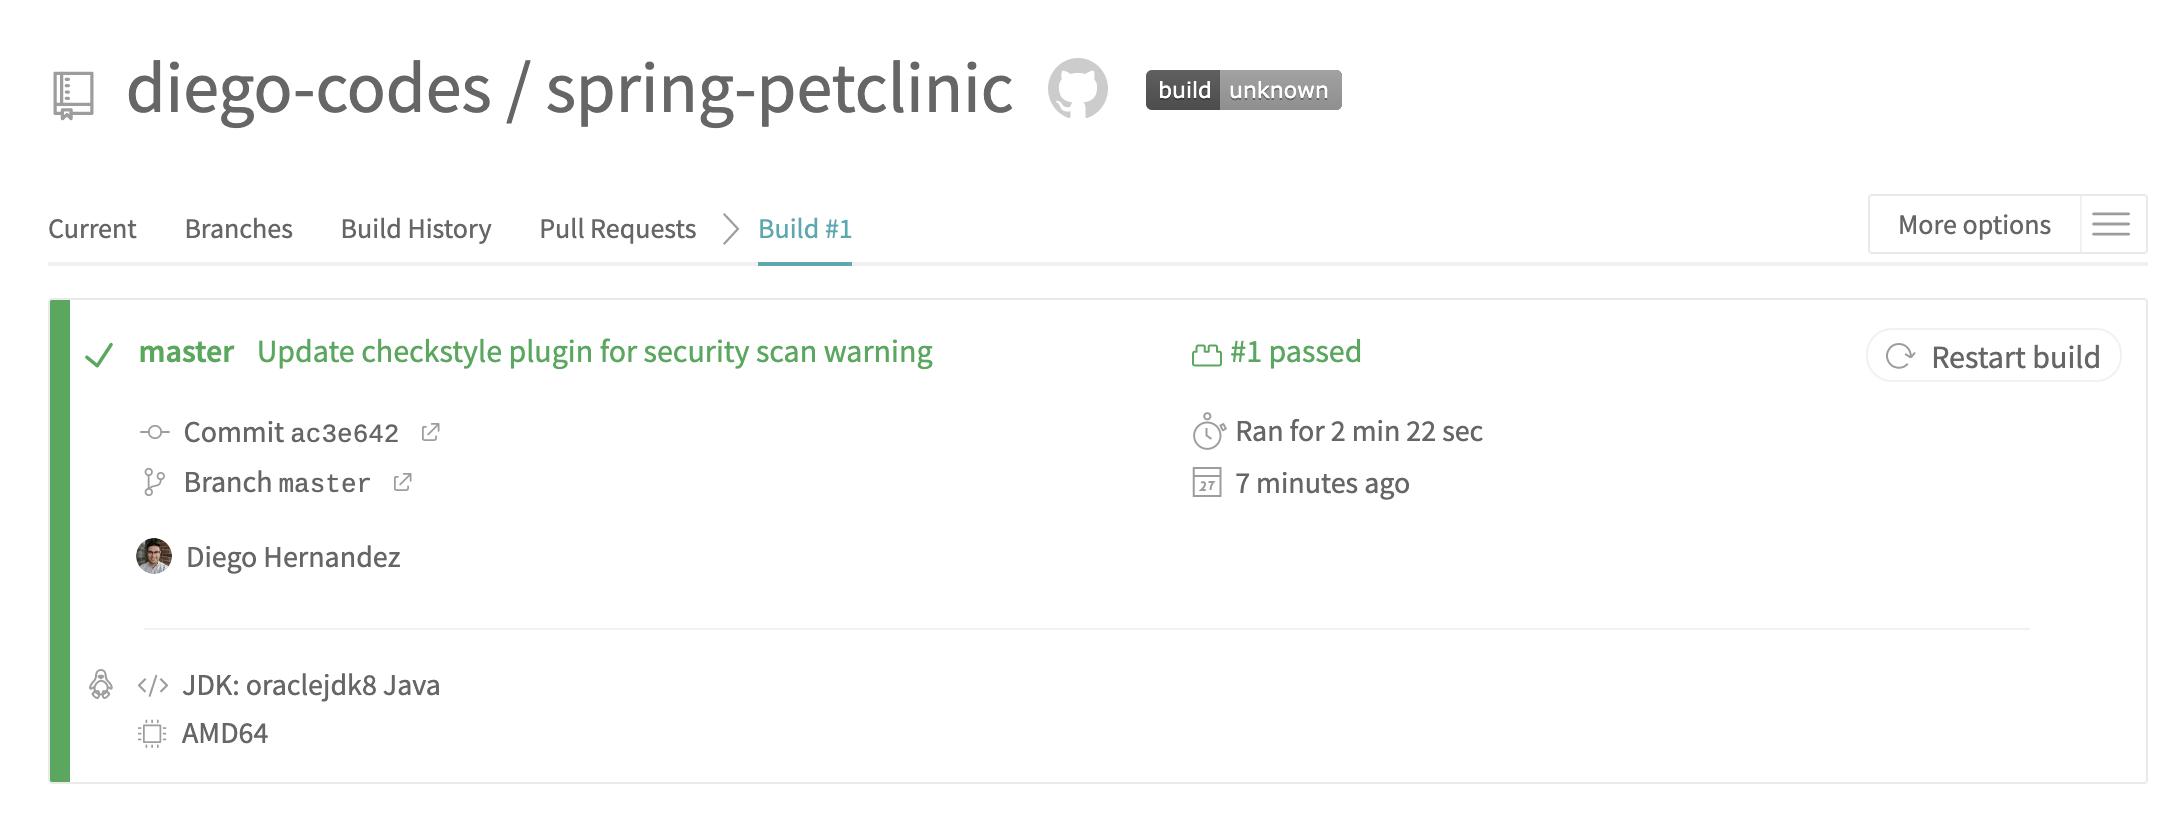 diego-codes / spring-petclinic build unknown
Current Branches Build History Pull Requests Build #1 More options
master Update checkstyle plugin for security scan warning #1 passed Restart build
Commit ac3e642 Ran for 2 min 22 sec
Branch master 27 7 minutes ago
Diego Hernandez
</> JDK: oraclejdk8 Java
AMD64